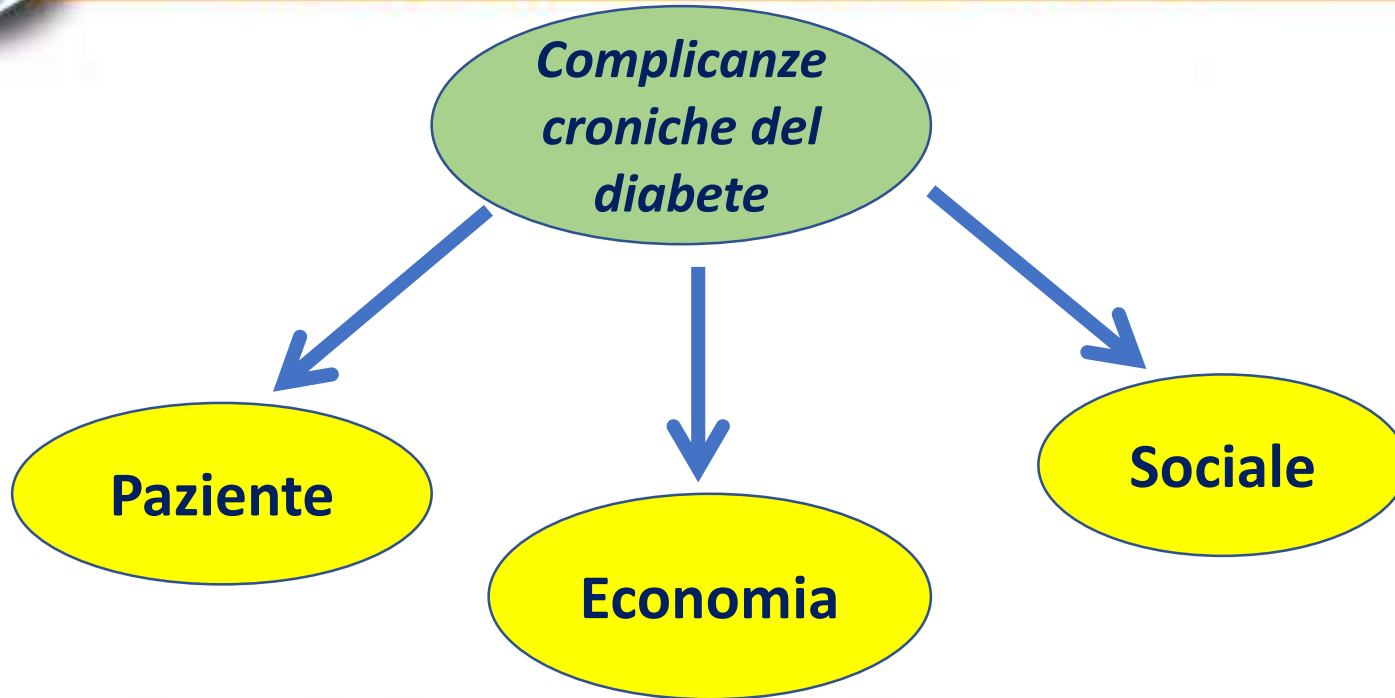 Complicanze
croniche del
diabete
Paziente
Economia
Sociale